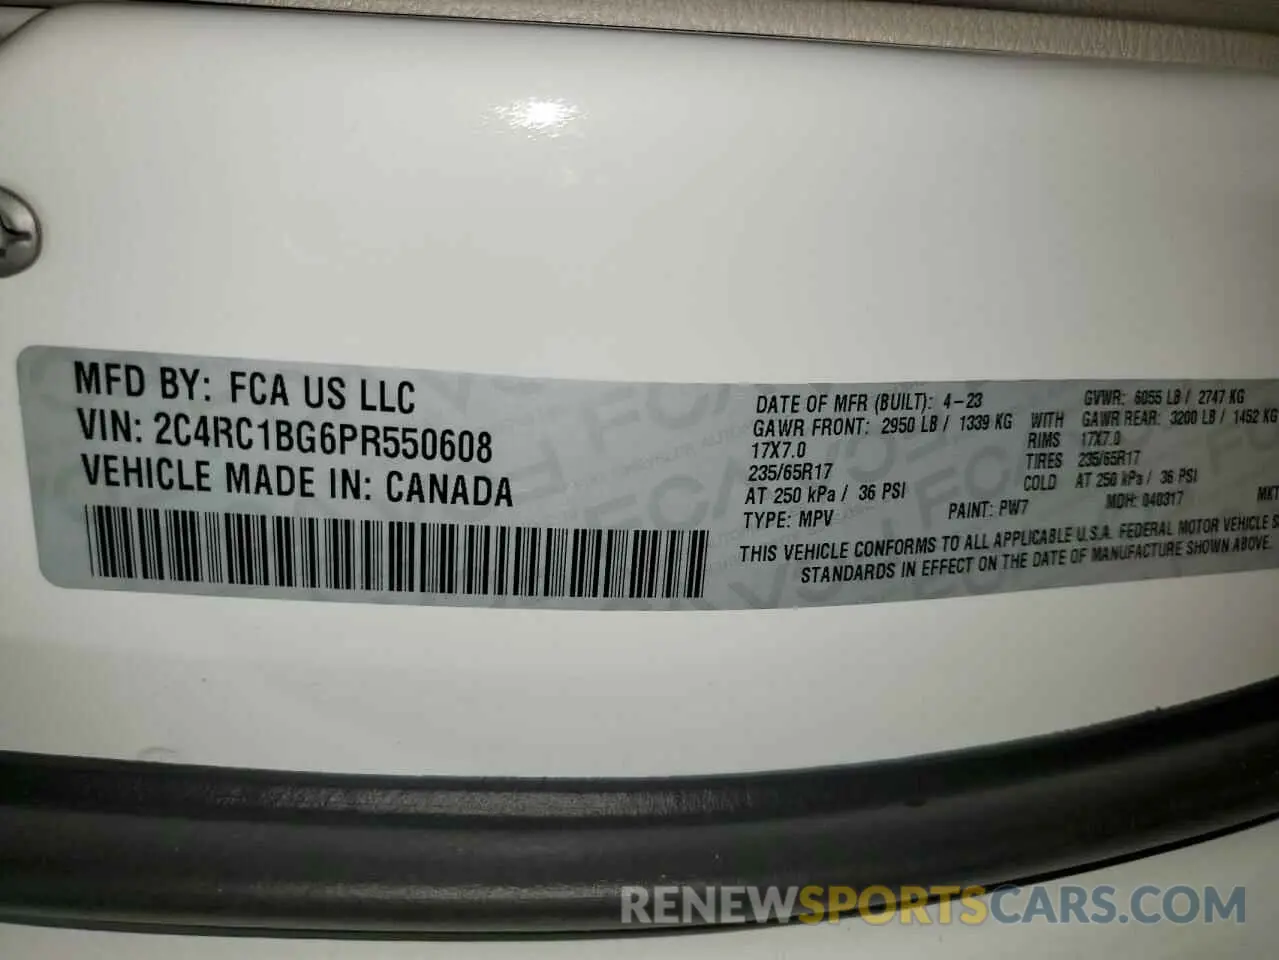 MFD BY: FCA US LLC
VIN: 2C4RC1BG6PR550608
VEHICLE MADE IN: CANADA
DATE OF MFR (BUILT): 4-23 GVWR: 6055 LB / 2747 KG
GAWR FRONT: 2950 LB / 1339 KG WITH GAWR REAR: 3200 LB / 1452 KG
17X7.0 RIMS 17X7.0
235/65R17 TIRES 235/65R17
AT 250 kPa / 36 PSI COLD AT 250 kPa / 36 PSI
TYPE: MPV PAINT: PW7 MDH: 040317 MKT
THIS VEHICLE CONFORMS TO ALL APPLICABLE U.S.A. FEDERAL MOTOR VEHICLE S
STANDARDS IN EFFECT ON THE DATE OF MANUFACTURE SHOWN ABOVE.
RENEWSPORTSCARS.COM